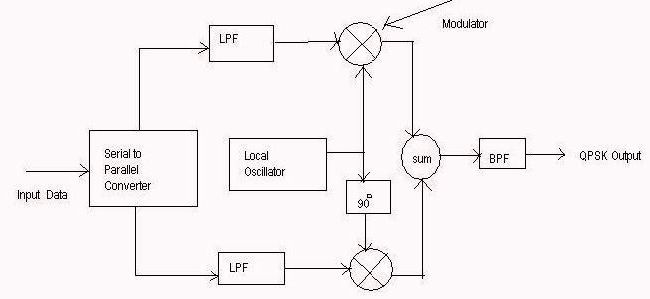 Modulator
LPF
Serial to
Parallel
Converter
Local
Oscillator
sum
BPF
QPSK Output
Input Data
90°
LPF